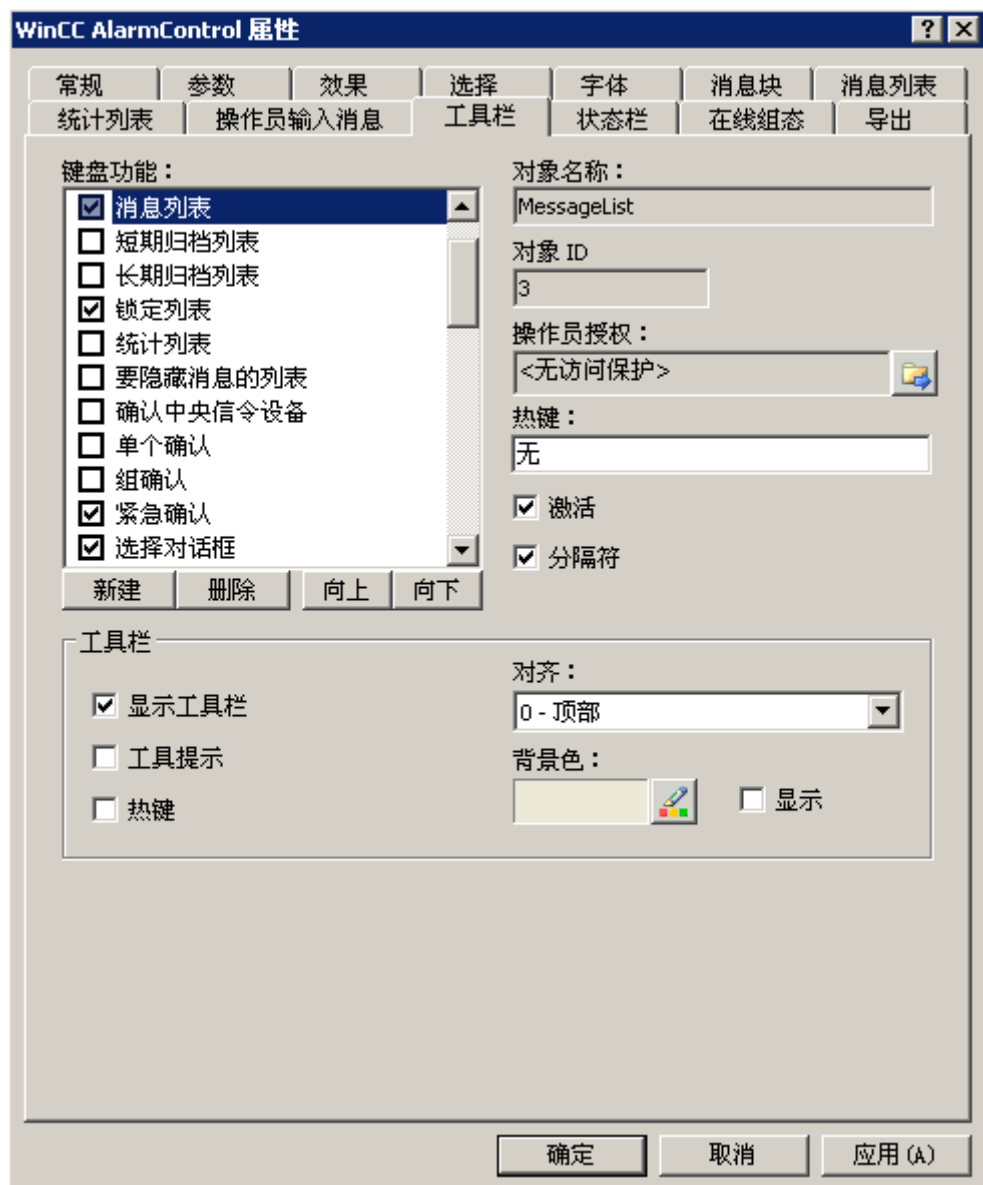 WinCC AlarmControl 属性
常规 参数 效果 选择 字体 消息块 消息列表
统计列表 操作员输入消息 工具栏 状态栏 在线组态 导出
键盘功能：
消息列表
短期归档列表
长期归档列表
锁定列表
统计列表
要隐藏消息的列表
确认中央信令设备
单个确认
组确认
紧急确认
选择对话框
新建 删除 向上 向下
对象名称：
MessageList
对象 ID
3
操作员授权：
<无访问保护>
热键：
无
激活
分隔符
工具栏
显示工具栏
工具提示
热键
对齐：
0 - 顶部
背景色：
显示
确定 取消 应用 (A)